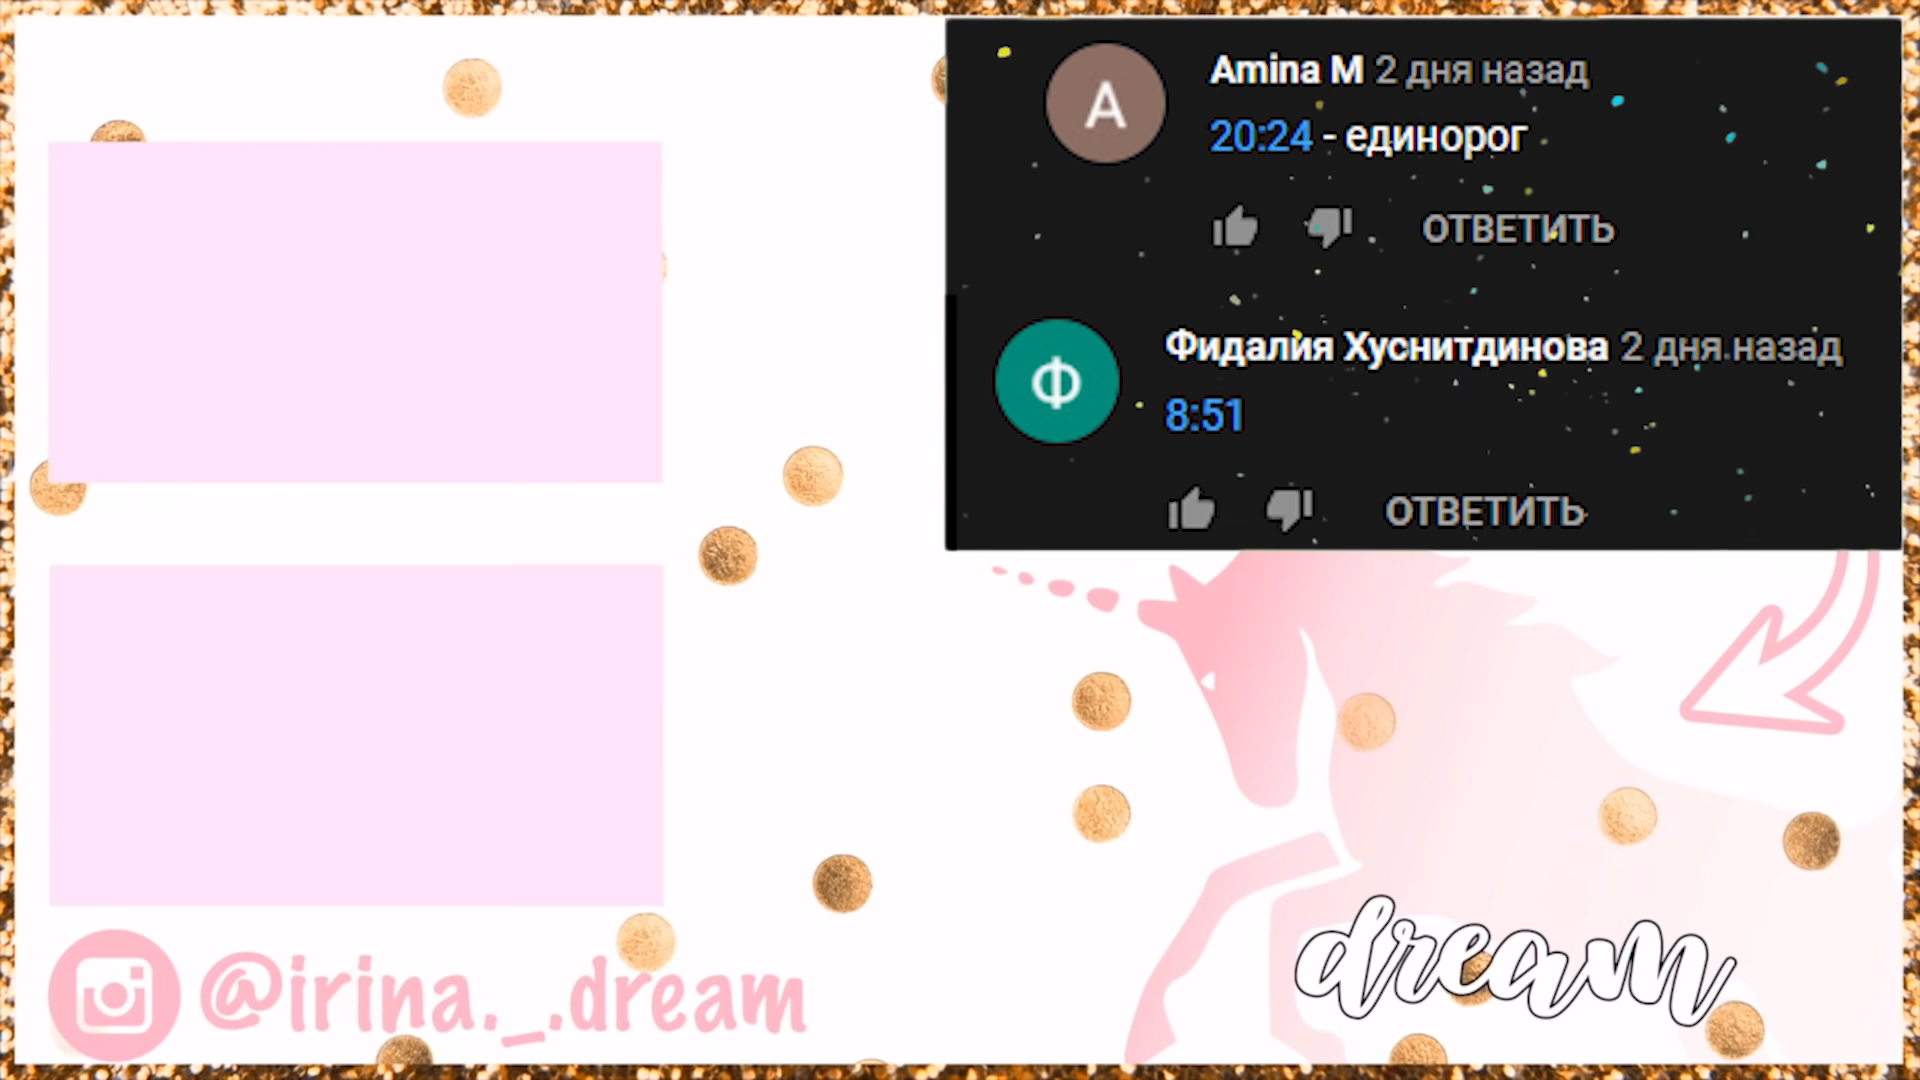 Amina M 2 дня назад
20:24 - единорог
ОТВЕТИТЬ
Фидалия Хуснитдинова 2 дня назад
8:51
ОТВЕТИТЬ
dream
@irina._.dream
A
Ф